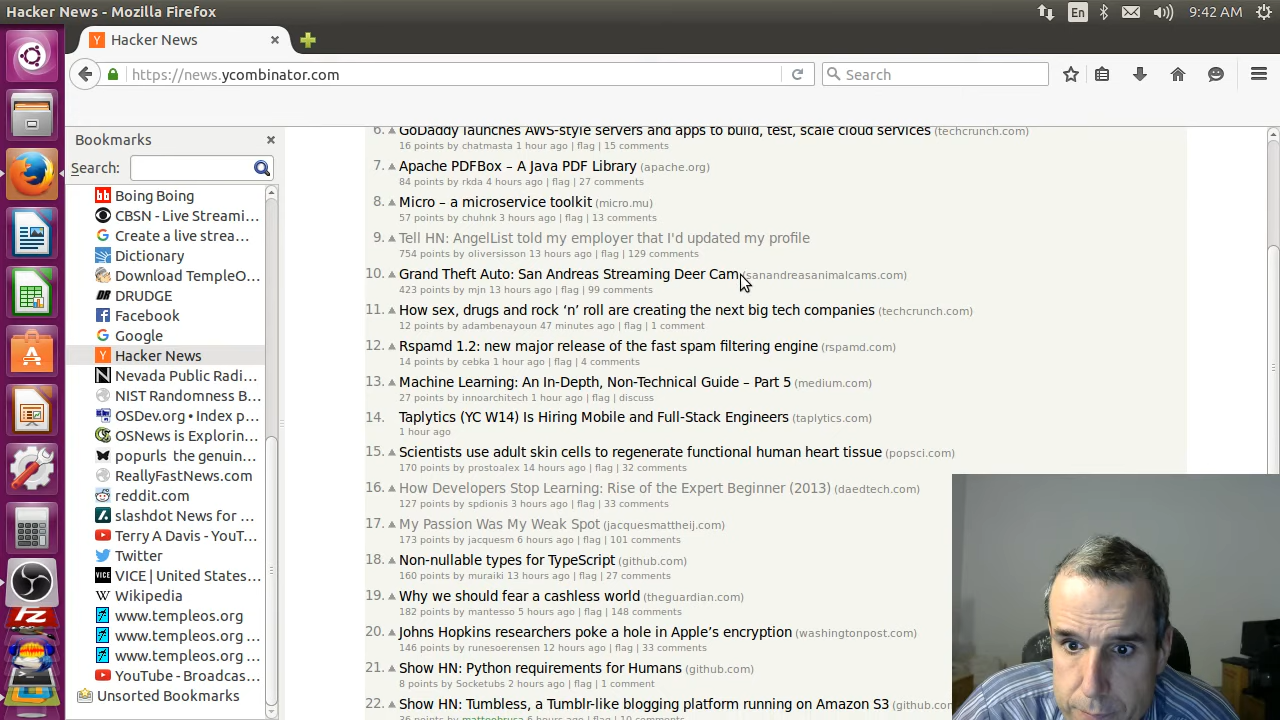 Hacker News - Mozilla Firefox
En
9:42 AM
Hacker News
https://news.ycombinator.com
Search
Bookmarks
Search:
Boing Boing
CBSN - Live Streami...
Create a live strea...
Dictionary
Download TempleO...
DRUDGE
Facebook
Google
Hacker News
Nevada Public Radi...
NIST Randomness B...
OSDev.org • Index p...
OSNews is Explorin...
popurls the genuin...
ReallyFastNews.com
reddit.com
slashdot News for ...
Terry A Davis - YouT...
Twitter
VICE | United States...
Wikipedia
www.templeos.org
www.templeos.org ...
www.templeos.org ...
YouTube - Broadcas...
Unsorted Bookmarks
6. GoDaddy launches AWS-style servers and apps to build, test, scale cloud services (techcrunch.com)
16 points by chatmasta 1 hour ago | flag | 15 comments
7. Apache PDFBox – A Java PDF Library (apache.org)
84 points by rkda 4 hours ago | flag | 27 comments
8. Micro – a microservice toolkit (micro.mu)
57 points by chuhnk 3 hours ago | flag | 13 comments
9. Tell HN: AngelList told my employer that I'd updated my profile
754 points by oliversisson 13 hours ago | flag | 129 comments
10. Grand Theft Auto: San Andreas Streaming Deer Cam (sanandreasanimalcams.com)
423 points by mjn 13 hours ago | flag | 99 comments
11. How sex, drugs and rock ‘n’ roll are creating the next big tech companies (techcrunch.com)
12 points by adambenayoun 47 minutes ago | flag | 1 comment
12. Rspamd 1.2: new major release of the fast spam filtering engine (rspamd.com)
14 points by cebka 1 hour ago | flag | 4 comments
13. Machine Learning: An In-Depth, Non-Technical Guide – Part 5 (medium.com)
27 points by innoarchitech 1 hour ago | flag | discuss
14. Taplytics (YC W14) Is Hiring Mobile and Full-Stack Engineers (taplytics.com)
1 hour ago
15. Scientists use adult skin cells to regenerate functional human heart tissue (popsci.com)
170 points by prostoalex 14 hours ago | flag | 32 comments
16. How Developers Stop Learning: Rise of the Expert Beginner (2013) (daedtech.com)
127 points by spdionis 3 hours ago | flag | 33 comments
17. My Passion Was My Weak Spot (jacquesmattheij.com)
173 points by jacquesm 6 hours ago | flag | 101 comments
18. Non-nullable types for TypeScript (github.com)
160 points by muraiki 13 hours ago | flag | 27 comments
19. Why we should fear a cashless world (theguardian.com)
182 points by mantesso 5 hours ago | flag | 148 comments
20. Johns Hopkins researchers poke a hole in Apple’s encryption (washingtonpost.com)
146 points by runesoerensen 12 hours ago | flag | 33 comments
21. Show HN: Python requirements for Humans (github.com)
8 points by Socketubs 2 hours ago | flag | 1 comment
22. Show HN: Tumbless, a Tumblr-like blogging platform running on Amazon S3 (github.com